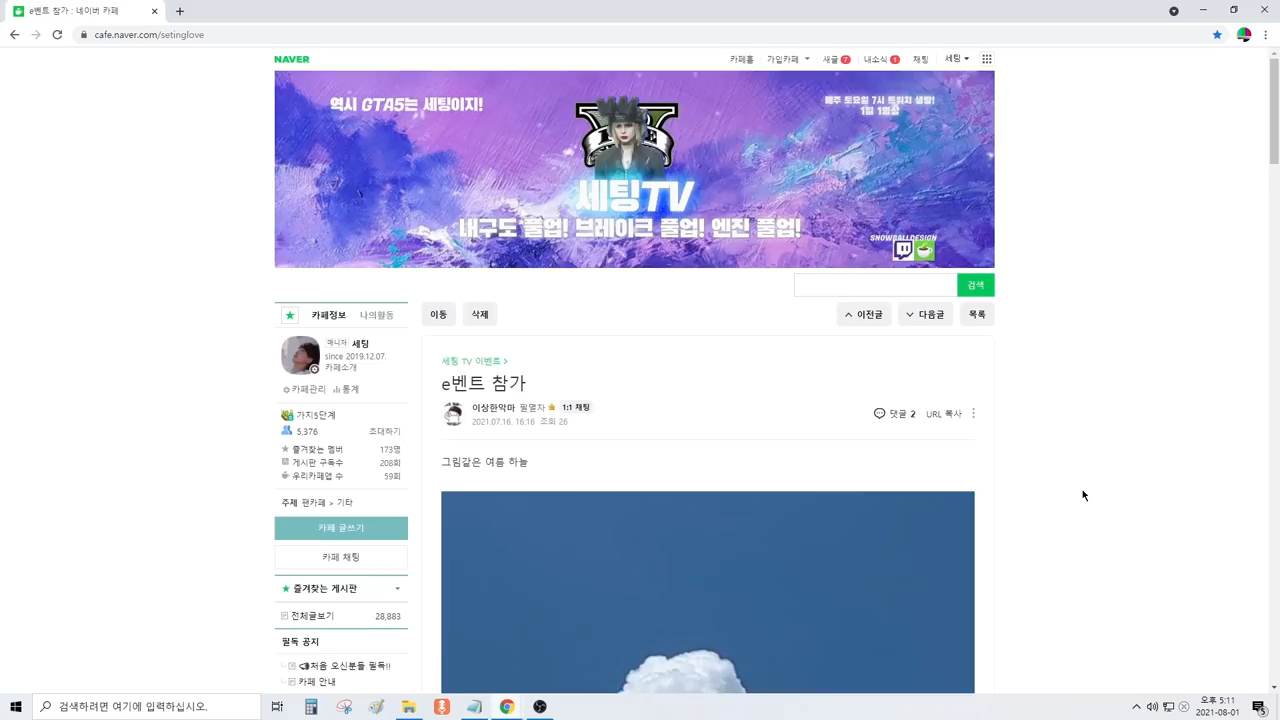 e벤트 참가 : 네이버 카페
cafe.naver.com/setinglove
NAVER
카페홈 가입카페 새글 7 내소식 1 채팅 세팅
역시 GTA5는 세팅이지!
매주 토요일 7시 트위치 생방!
1일 1영상
세팅TV
내구도 풀업! 브레이크 풀업! 엔진 풀업!
SNOWBALLDESIGN
검색
카페정보 나의활동
이동 삭제
이전글 다음글 목록
매니저 세팅
since 2019.12.07.
카페소개
카페관리 통계
가지5단계
5,376 초대하기
즐겨찾는 멤버 173명
게시판 구독수 208회
우리카페앱 수 59회
주제 팬카페 > 기타
카페 글쓰기
카페 채팅
즐겨찾는 게시판
전체글보기 28,883
필독 공지
처음 오신분들 필독!!
카페 안내
세팅 TV 이벤트 >
e벤트 참가
이상한악마 필멸자 1:1 채팅
2021.07.16. 16:16 조회 26
댓글 2 URL 복사
그림같은 여름 하늘
검색하려면 여기에 입력하십시오.
오후 5:11
2021-08-01
5